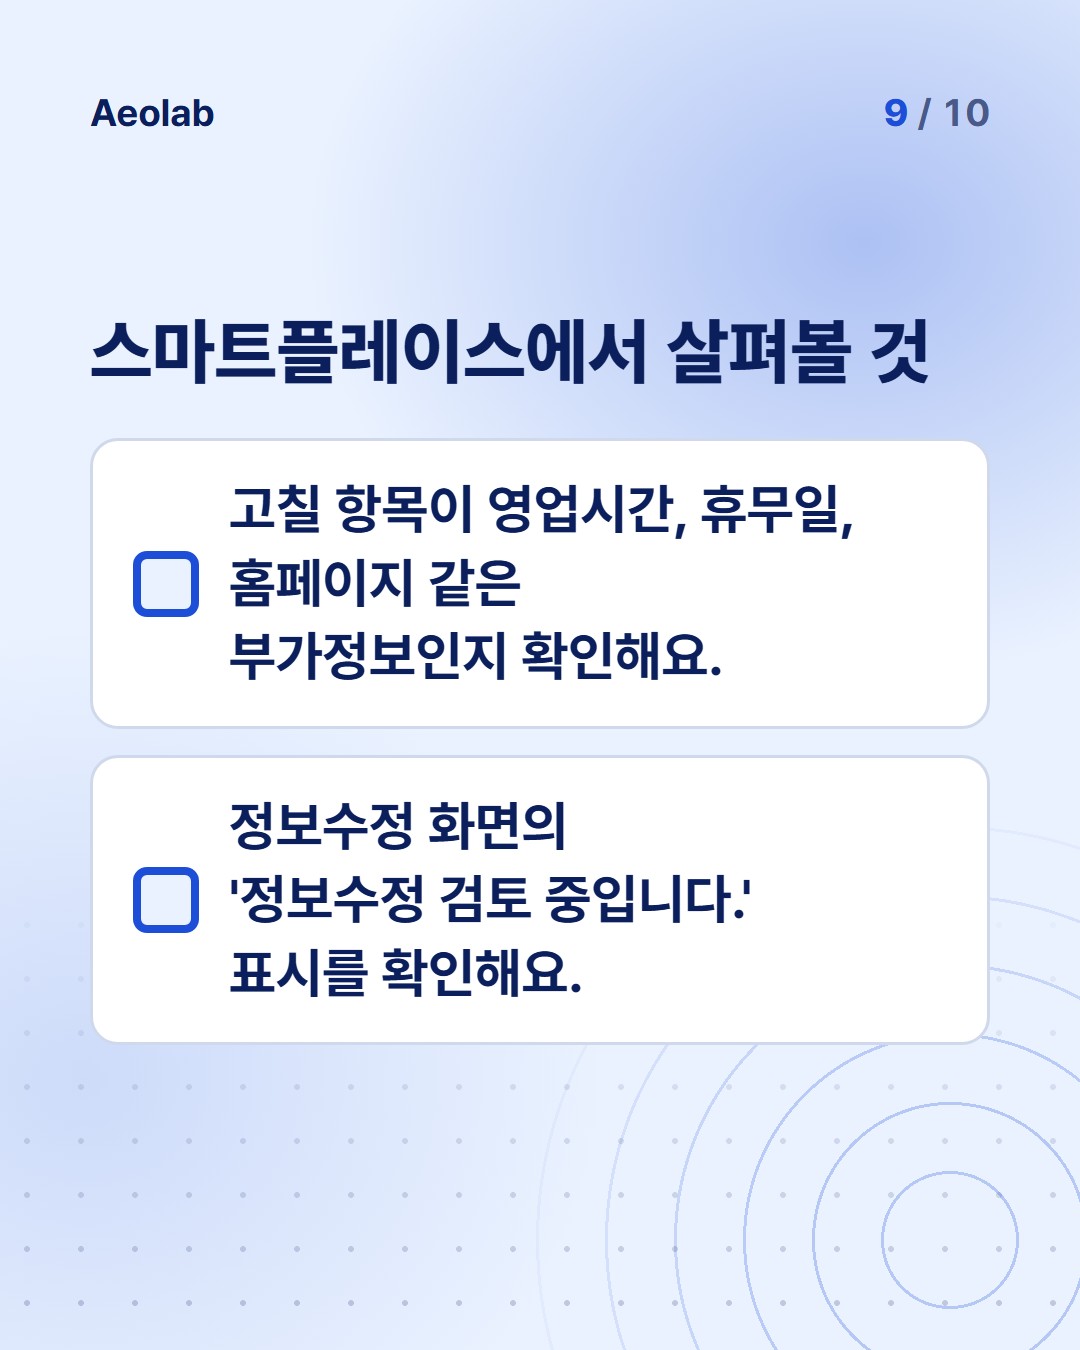 Aeolab
9 / 10
스마트플레이스에서 살펴볼 것
고칠 항목이 영업시간, 휴무일,
홈페이지 같은
부가정보인지 확인해요.
정보수정 화면의
'정보수정 검토 중입니다.'
표시를 확인해요.